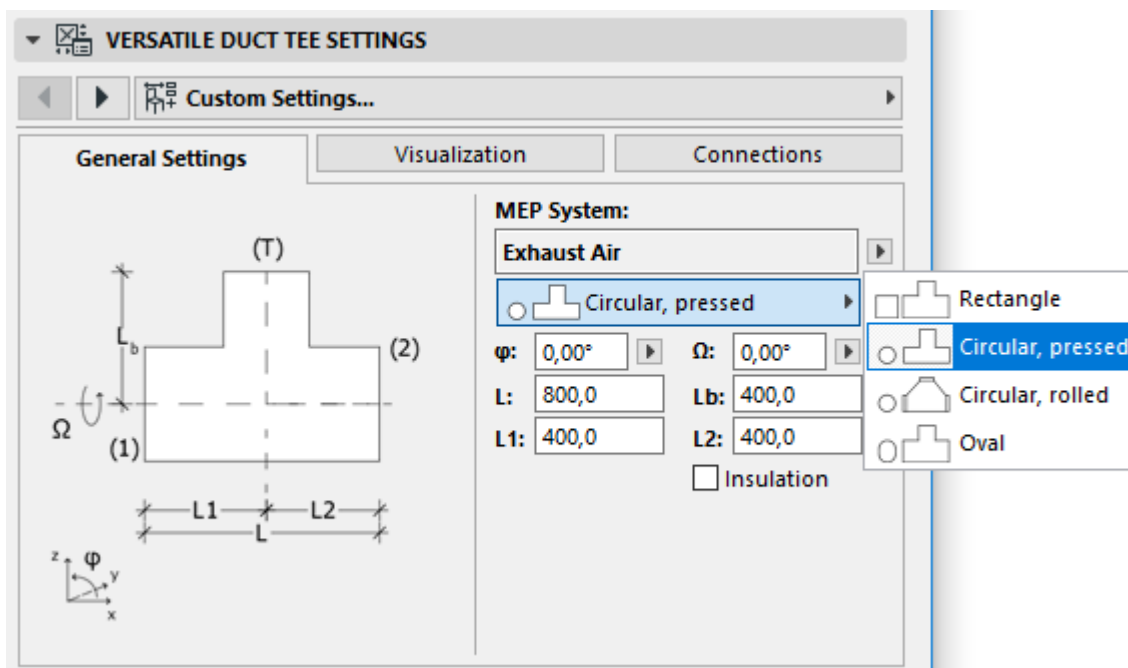 VERSATILE DUCT TEE SETTINGS
Custom Settings...
General Settings
Visualization
Connections
MEP System:
Exhaust Air
Circular, pressed
φ: 0,00° Ω: 0,00°
L: 800,0 Lb: 400,0
L1: 400,0 L2: 400,0
Insulation
Rectangle
Circular, pressed
Circular, rolled
Oval
(T)
Lb
(2)
Ω
(1)
L1 L2
L
z φ y
x